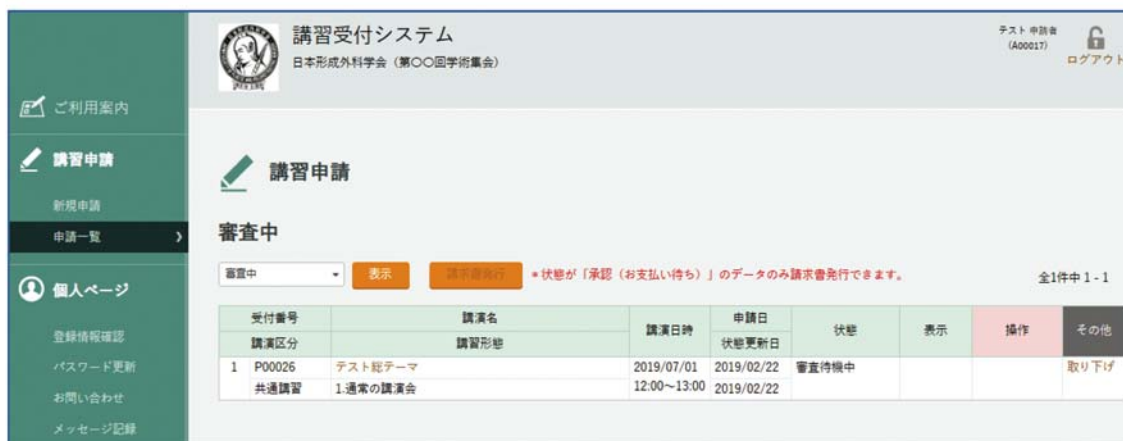 講習受付システム
日本形成外科学会（第〇〇回学術集会）
テスト 申請者
(A00017)
ログアウト
ご利用案内
講習申請
新規申請
申請一覧
個人ページ
登録情報確認
パスワード更新
お問い合わせ
メッセージ記録
講習申請
審査中
審査中 表示 請求書発行 *状態が「承認（お支払い待ち）」のデータのみ請求書発行できます。 全1件中 1 - 1
受付番号 講演名 講演日時 申請日 状態 表示 操作 その他
講演区分 講習形態 状態更新日
1 P00026 テスト総テーマ 2019/07/01 2019/02/22 審査待機中 取り下げ
共通講習 1.通常の講演会 12:00～13:00 2019/02/22